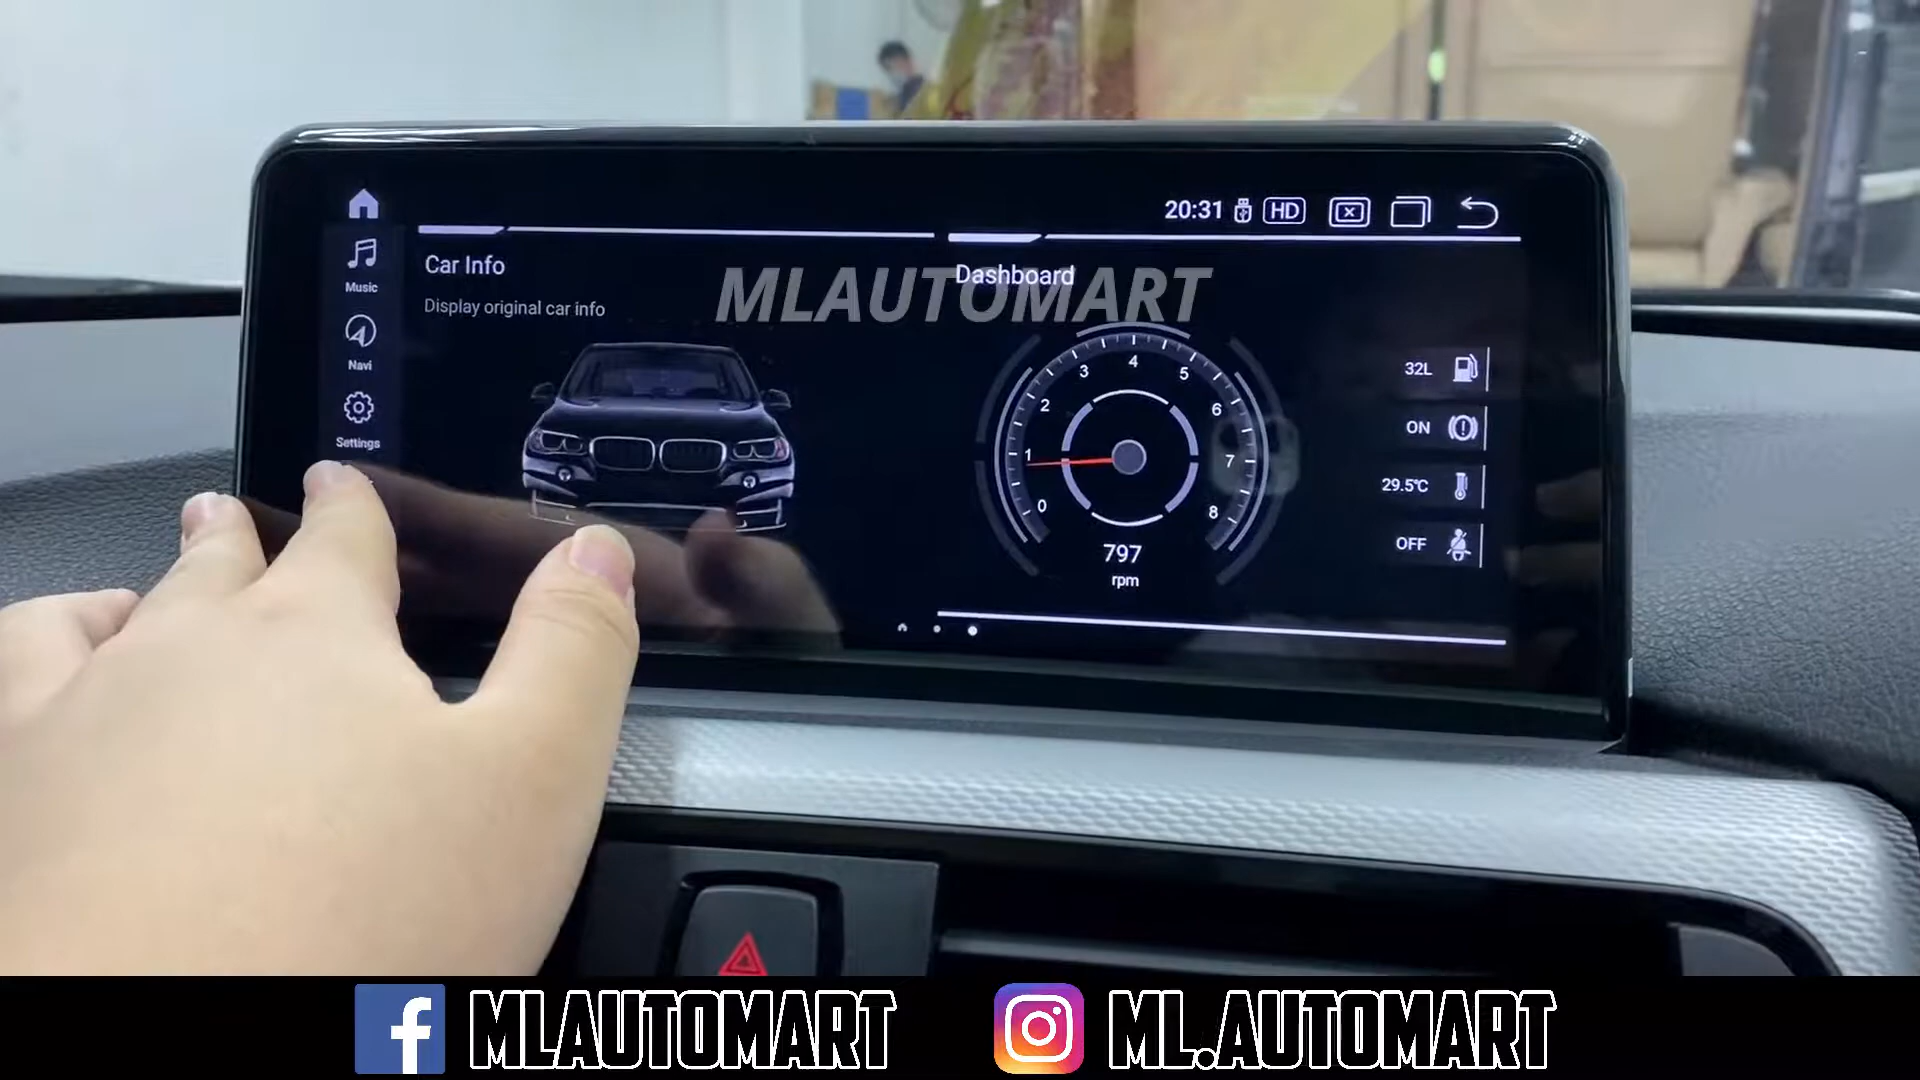 20:31 HD
Music
Navi
Settings
Car Info
Display original car info
Dashboard
MLAUTOMART
0 1 2 3 4 5 6 7 8
797
rpm
32L
ON
29.5°C
OFF
f MLAUTOMART
ML.AUTOMART